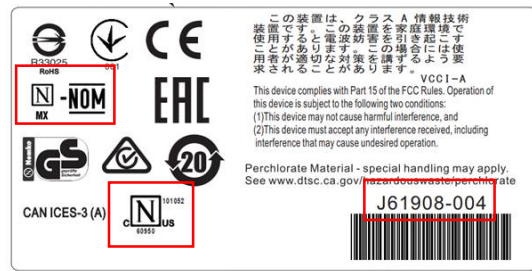 R33025
RoHS
001
CE
N -NOM
MX
EAC
Nemko
GS
geprüfte
Sicherheit
20
CAN ICES-3 (A)
N
101052
C US
60950
この装置は、クラス A 情報技術
装置です。この装置を家庭環境で
使用すると電波妨害を引き起こす
ことがあります。この場合には使
用者が適切な対策を講ずるよう要
求されることがあります。
VCCI-A
This device complies with Part 15 of the FCC Rules. Operation of
this device is subject to the following two conditions:
(1)This device may not cause harmful interference, and
(2)This device must accept any interference received, including
interference that may cause undesired operation.
Perchlorate Material - special handling may apply.
See www.dtsc.ca.gov/hazardouswaste/perchlorate
J61908-004